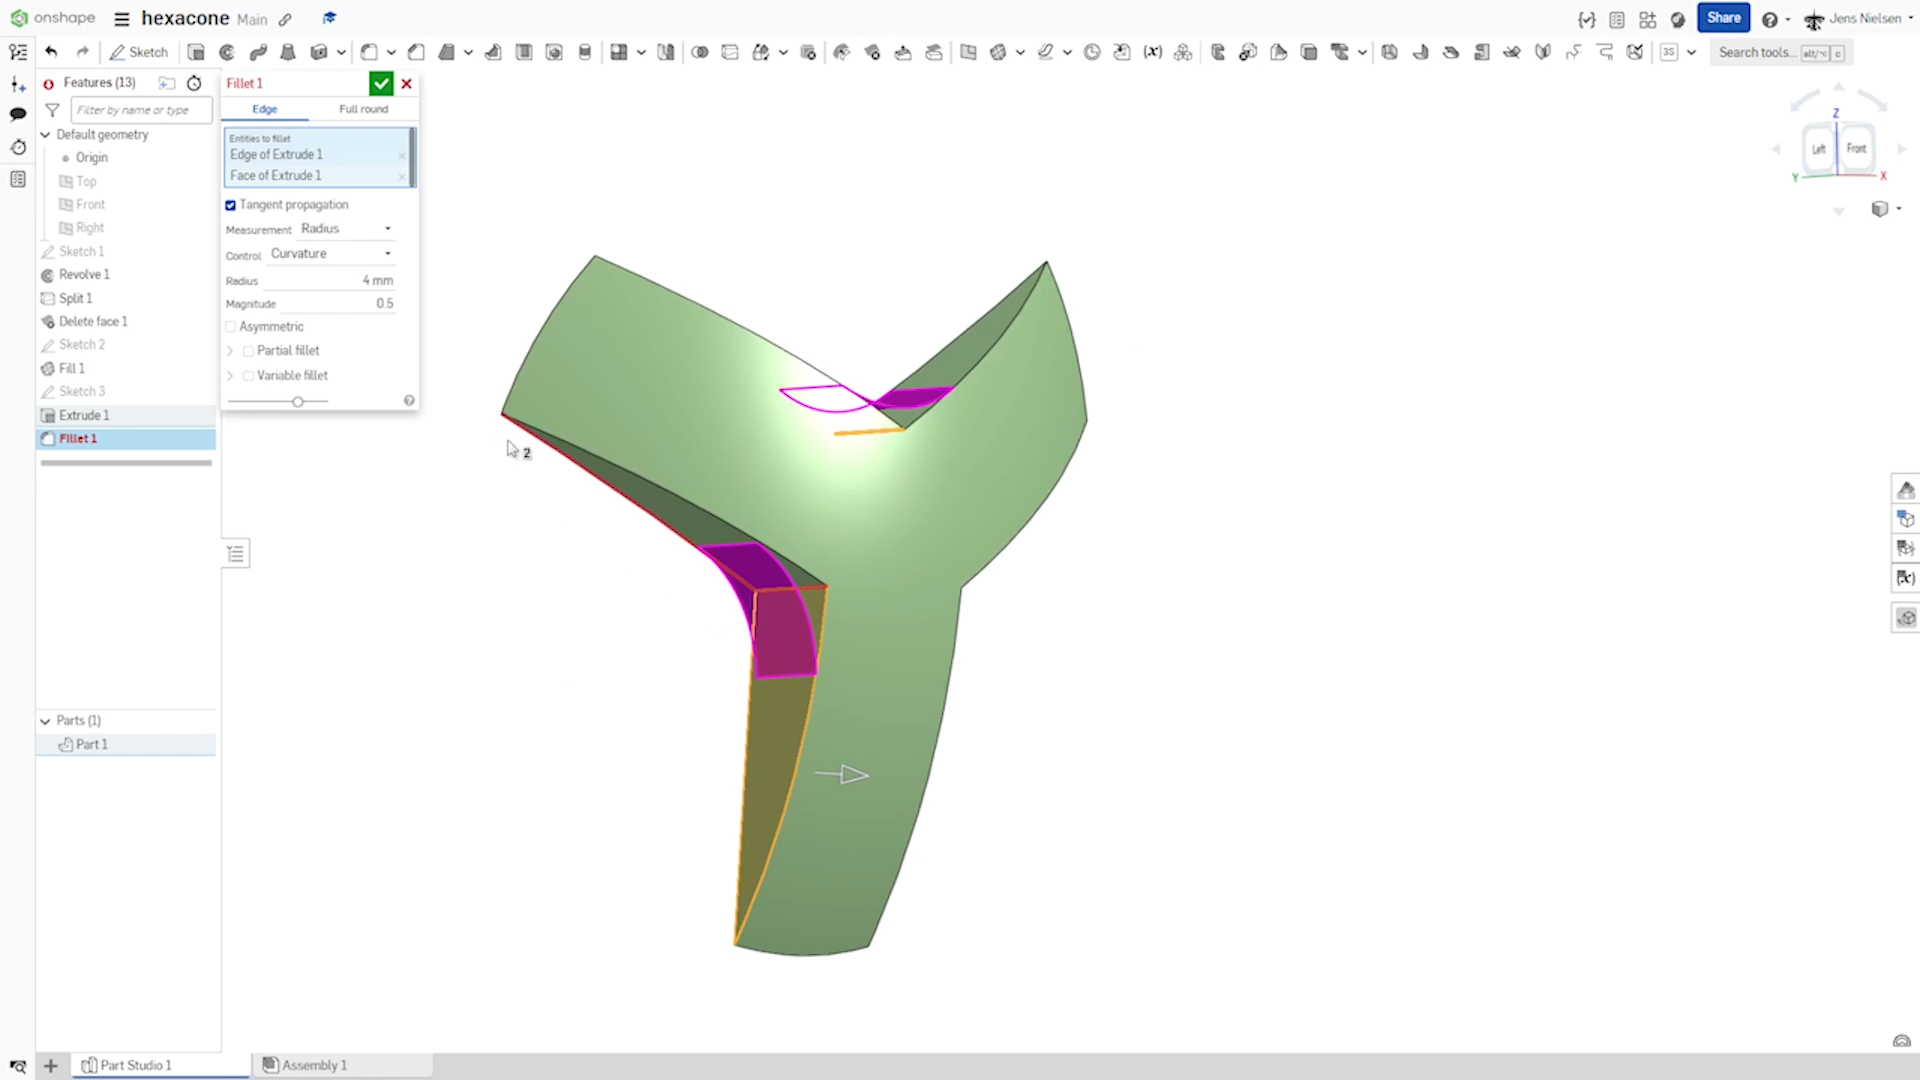 onshape
hexacone Main
Share
Jens Nielsen
Sketch
Search tools... alt/⌥ c
Features (13)
Filter by name or type
Default geometry
Origin
Top
Front
Right
Sketch 1
Revolve 1
Split 1
Delete face 1
Sketch 2
Fill 1
Sketch 3
Extrude 1
Fillet 1
Fillet 1
Edge Full round
Entities to fillet
Edge of Extrude 1
Face of Extrude 1
Tangent propagation
Measurement Radius
Control Curvature
Radius 4 mm
Magnitude 0.5
Asymmetric
Partial fillet
Variable fillet
2
Z
Left Front
Y X
Parts (1)
Part 1
Part Studio 1
Assembly 1